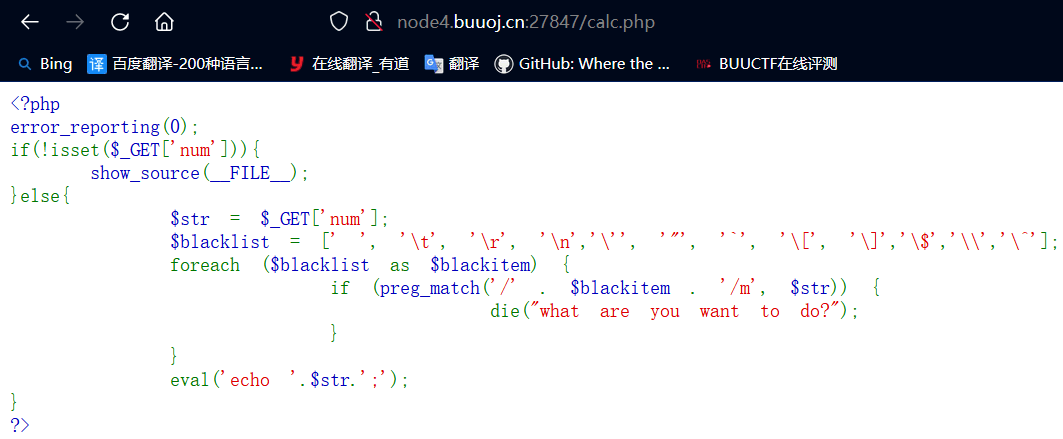 node4.buuoj.cn:27847/calc.php
Bing 译 百度翻译-200种语言... y 在线翻译_有道 翻译 GitHub: Where the ... BUUCTF在线评测
<?php
error_reporting(0);
if(!isset($_GET['num'])){
        show_source(__FILE__);
}else{
                $str = $_GET['num'];
                $blacklist = [' ', '\t', '\r', '\n','\'', '"', '`', '\[', '\]','\$','\\','\^'];
                foreach ($blacklist as $blackitem) {
                                if (preg_match('/' . $blackitem . '/m', $str)) {
                                                die("what are you want to do?");
                                }
                }
                eval('echo '.$str.';');
}
?>